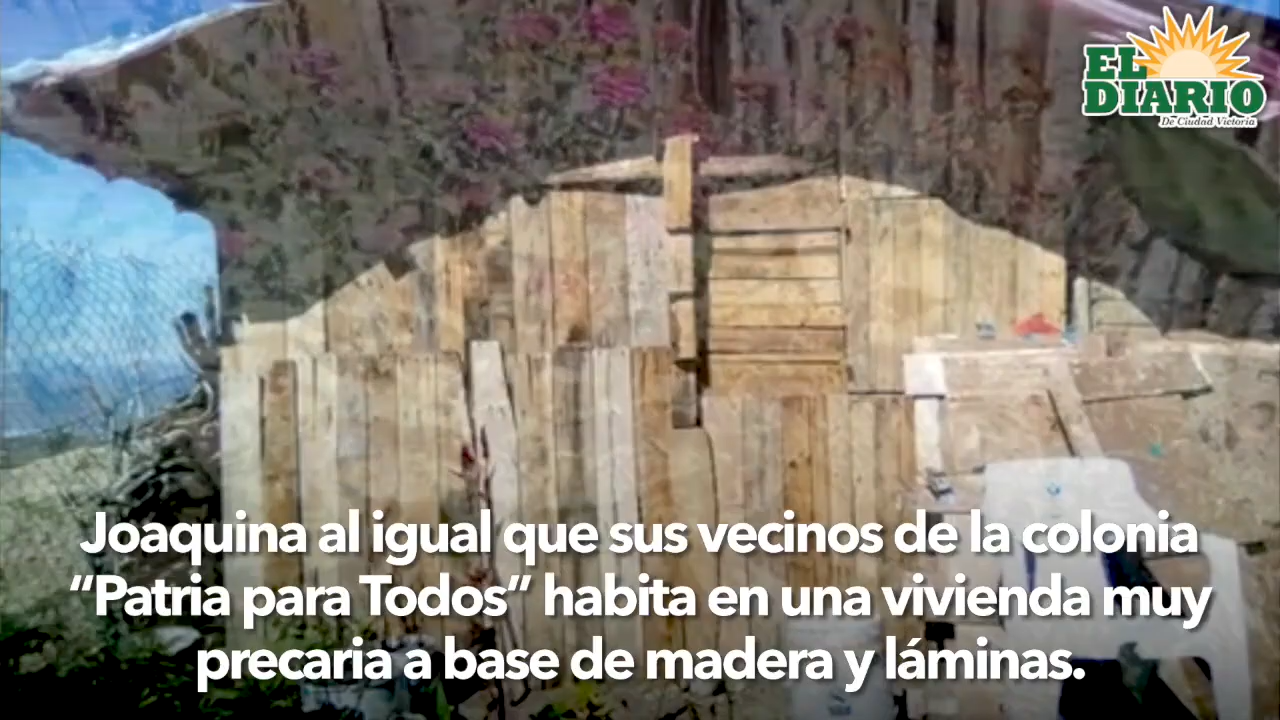 EL
DIARIO
De Ciudad Victoria
Joaquina al igual que sus vecinos de la colonia
“Patria para Todos” habita en una vivienda muy
precaria a base de madera y láminas.